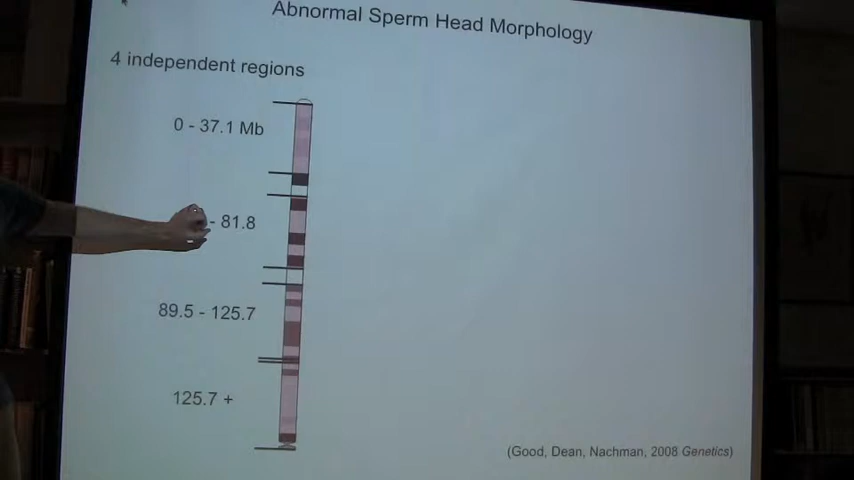 Abnormal Sperm Head Morphology
4 independent regions
0 - 37.1 Mb
- 81.8
89.5 - 125.7
125.7 +
(Good, Dean, Nachman, 2008 Genetics)